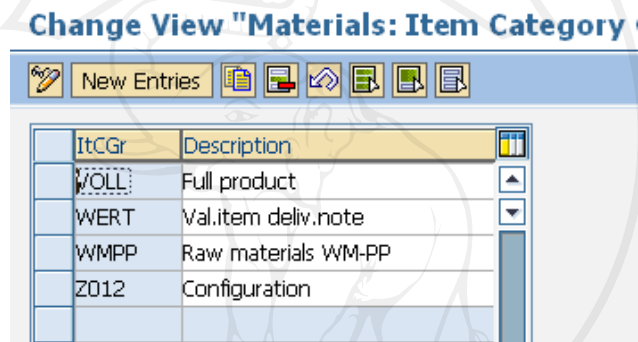 Change View "Materials: Item Category
New Entries
ItCGr Description
VOLL Full product
WERT Val.item deliv.note
WMPP Raw materials WM-PP
Z012 Configuration